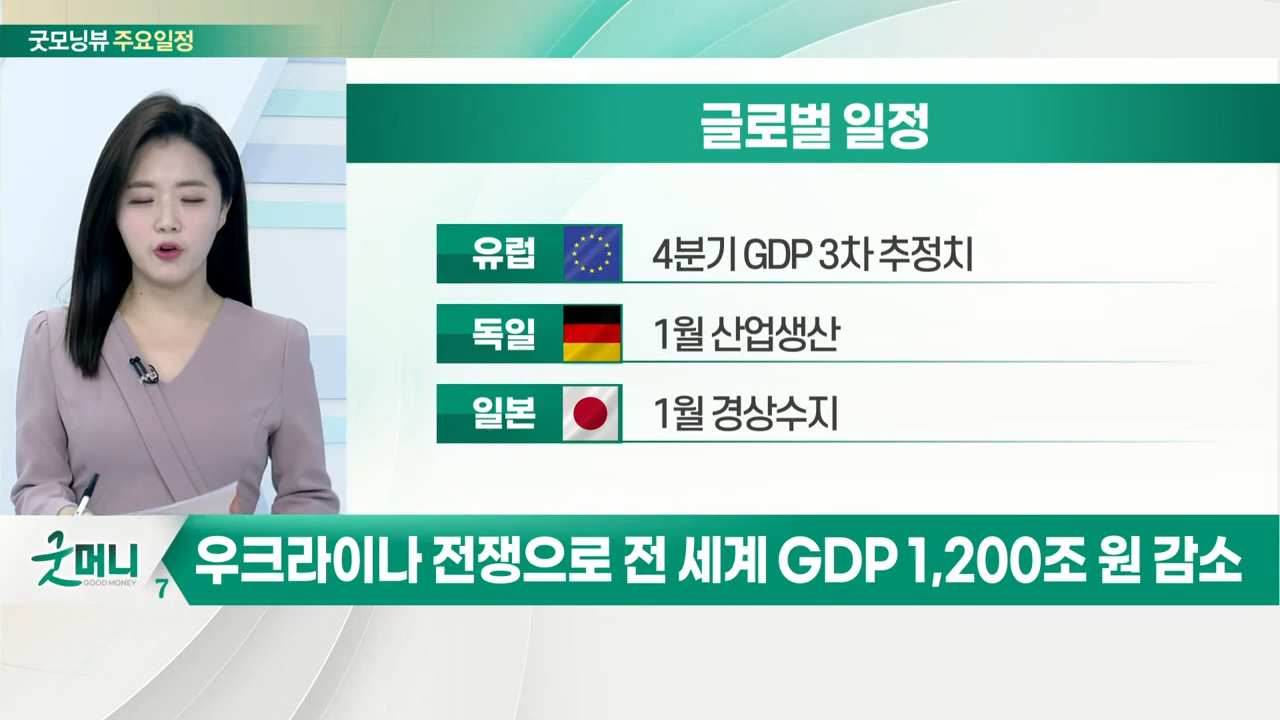 굿모닝뷰 주요일정
글로벌 일정
유럽 4분기 GDP 3차 추정치
독일 1월 산업생산
일본 1월 경상수지
굿머니
GOOD MONEY
7
우크라이나 전쟁으로 전 세계 GDP 1,200조 원 감소